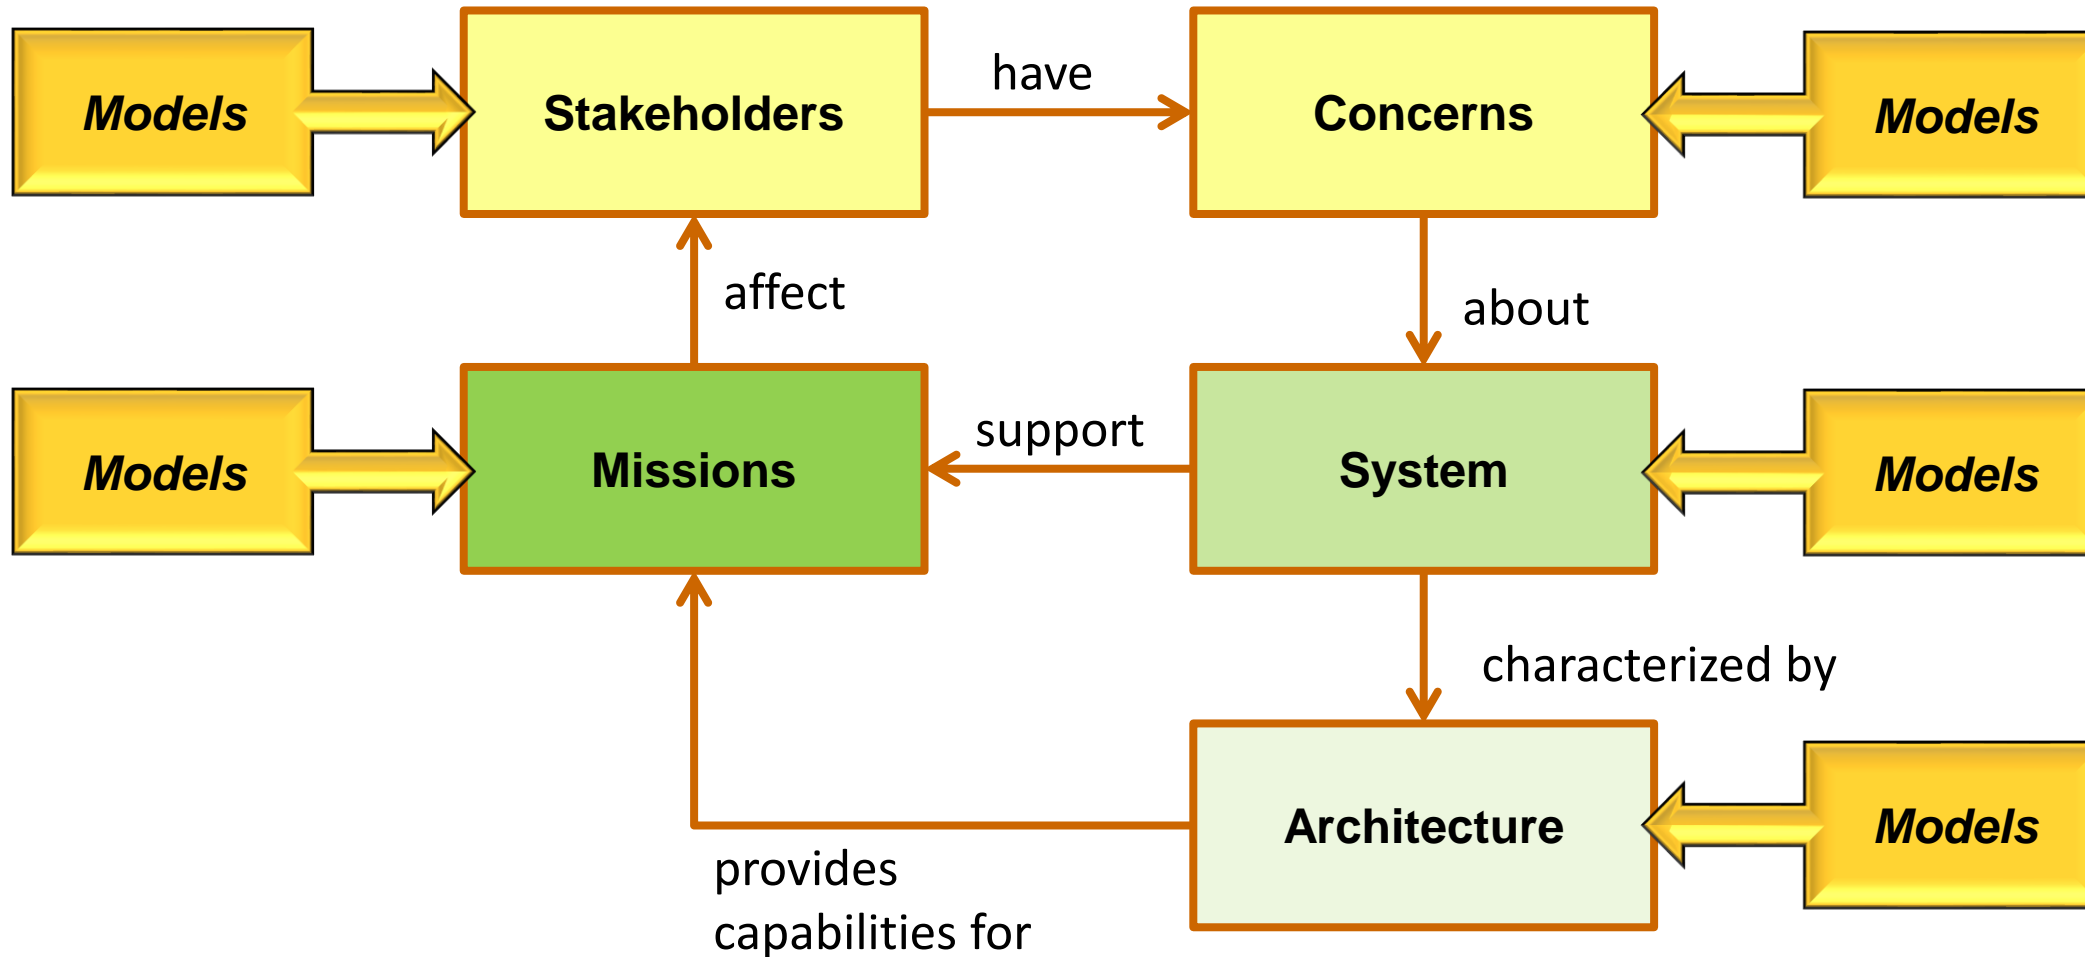 Models
Stakeholders
have
Concerns
Models
affect
about
Models
Missions
support
System
Models
characterized by
Architecture
Models
provides
capabilities for